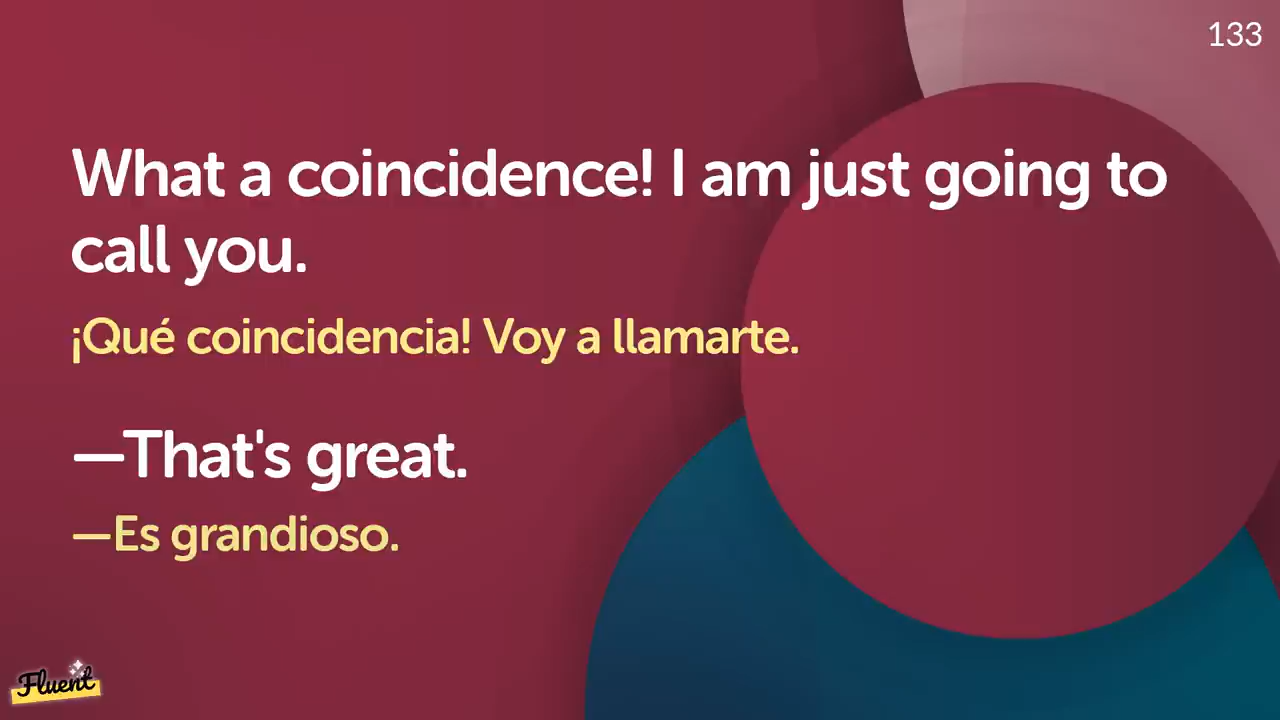 133
What a coincidence! I am just going to
call you.
¡Qué coincidencia! Voy a llamarte.
—That's great.
—Es grandioso.
Fluent